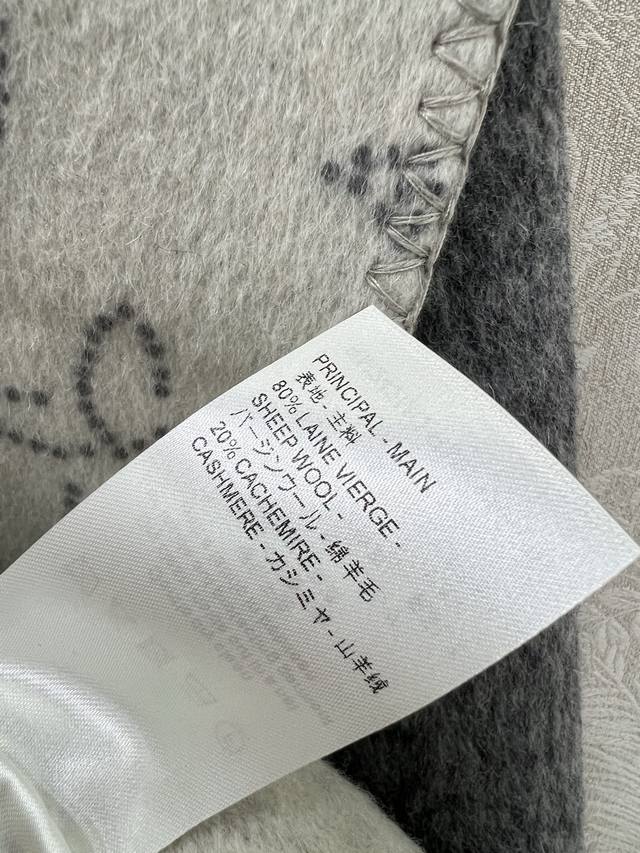 PRINCIPAL - MAIN
表地 - 主料
80% LAINE VIERGE -
SHEEP WOOL -
バージンウール - 绵羊毛
20% CACHEMIRE -
CASHMERE - カシミヤ - 山羊绒